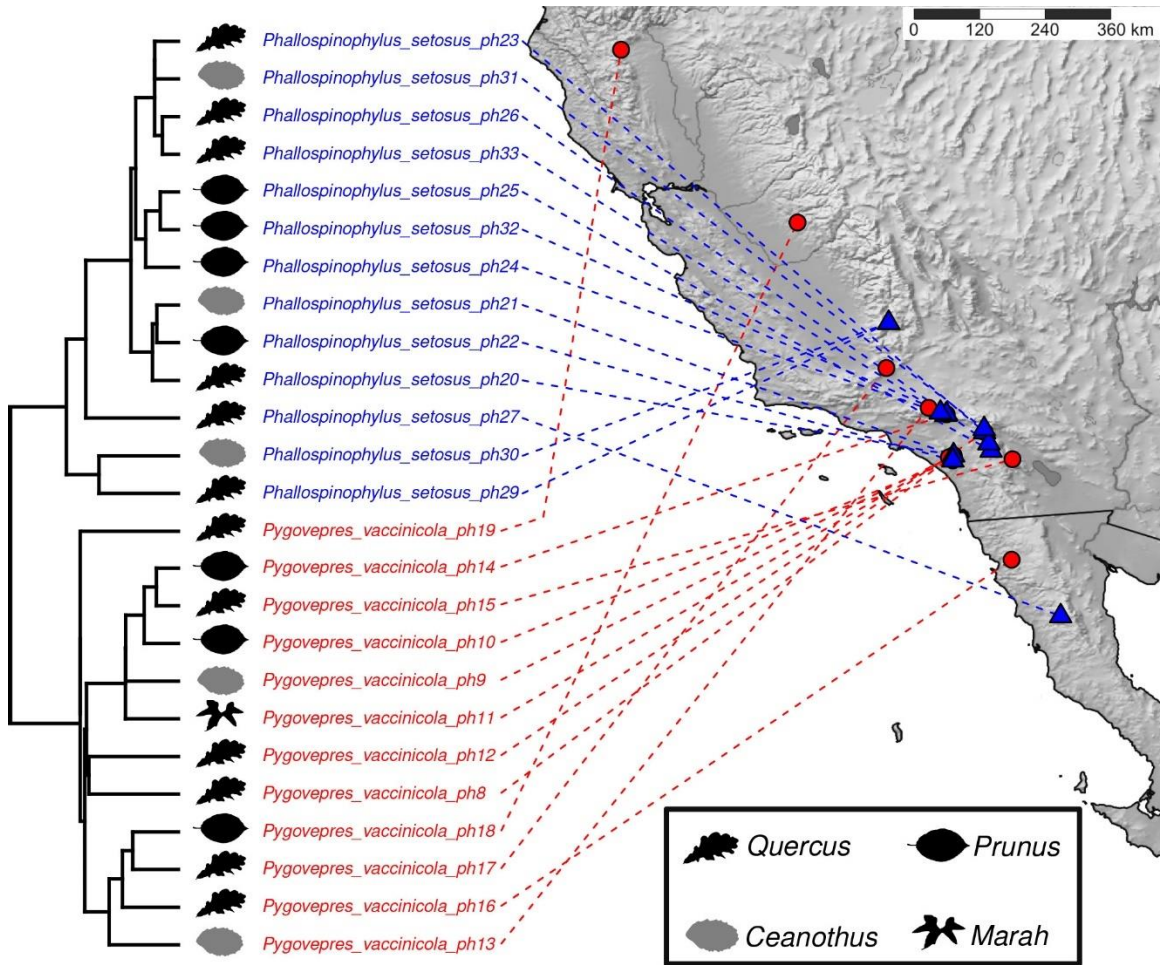 0 120 240 360 km
Phallospinophylus_setosus_ph23
Phallospinophylus_setosus_ph31
Phallospinophylus_setosus_ph26
Phallospinophylus_setosus_ph33
Phallospinophylus_setosus_ph25
Phallospinophylus_setosus_ph32
Phallospinophylus_setosus_ph24
Phallospinophylus_setosus_ph21
Phallospinophylus_setosus_ph22
Phallospinophylus_setosus_ph20
Phallospinophylus_setosus_ph27
Phallospinophylus_setosus_ph30
Phallospinophylus_setosus_ph29
Pygovepres_vaccinicola_ph19
Pygovepres_vaccinicola_ph14
Pygovepres_vaccinicola_ph15
Pygovepres_vaccinicola_ph10
Pygovepres_vaccinicola_ph9
Pygovepres_vaccinicola_ph11
Pygovepres_vaccinicola_ph12
Pygovepres_vaccinicola_ph8
Pygovepres_vaccinicola_ph18
Pygovepres_vaccinicola_ph17
Pygovepres_vaccinicola_ph16
Pygovepres_vaccinicola_ph13
Quercus Prunus
Ceanothus Marah